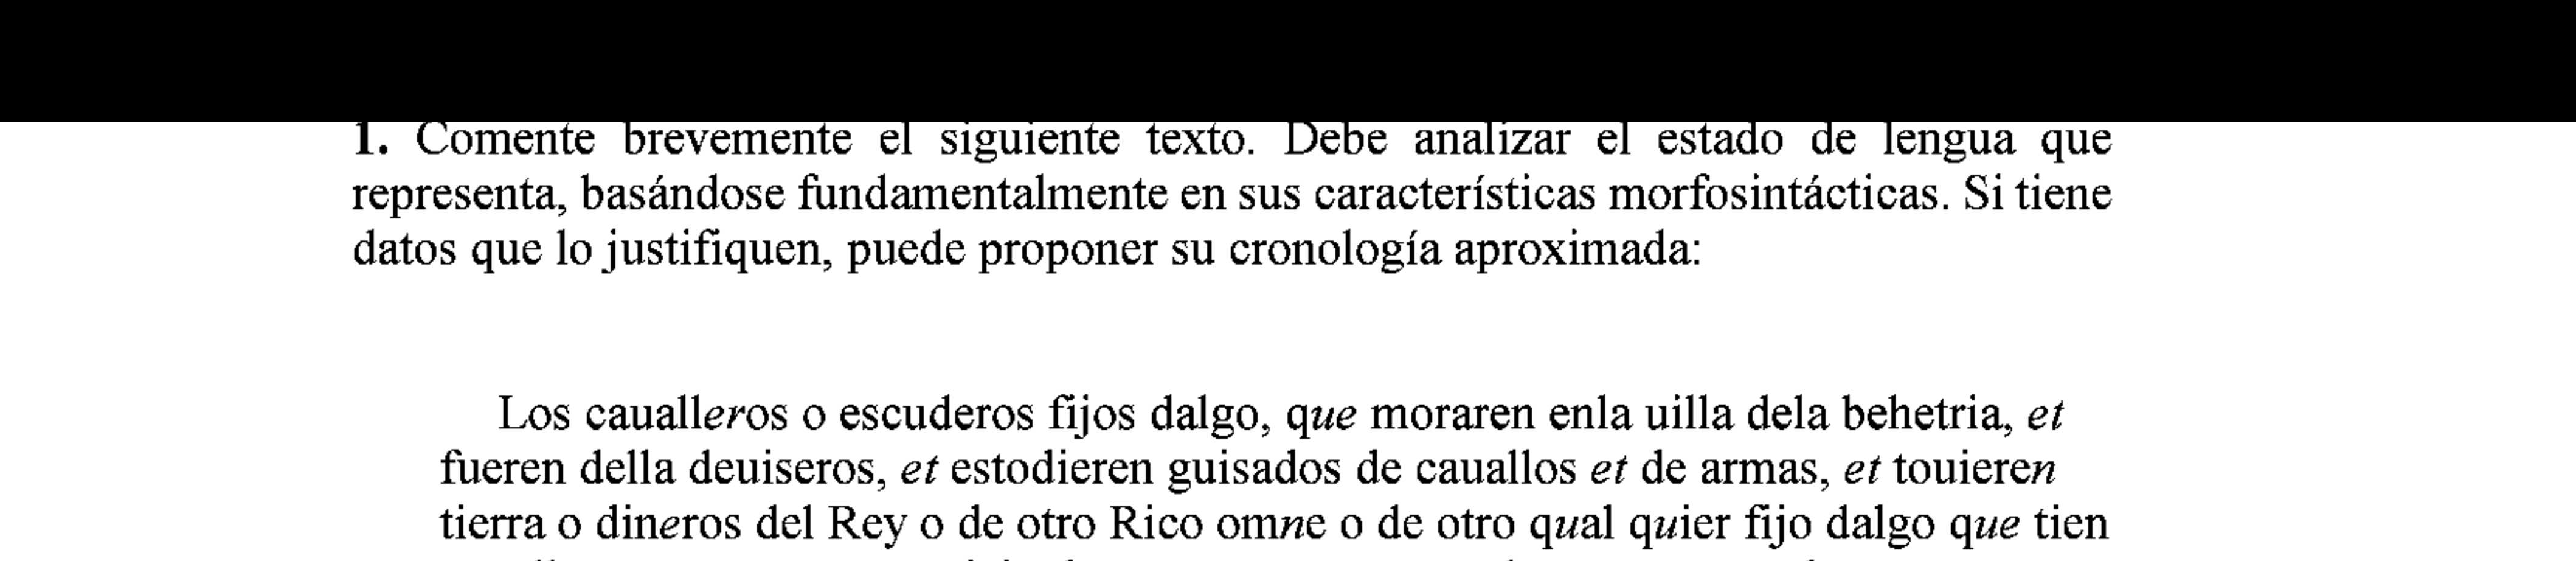 1. Comente brevemente el siguiente texto. Debe analizar el estado de lengua que
representa, basándose fundamentalmente en sus características morfosintácticas. Si tiene
datos que lo justifiquen, puede proponer su cronología aproximada:
Los caualleros o escuderos fijos dalgo, que moraren enla uilla dela behetria, et
fueren della deuiseros, et estodieren guisados de cauallos et de armas, et touieren
tierra o dineros del Rey o de otro Rico omne o de otro qual quier fijo dalgo que tien